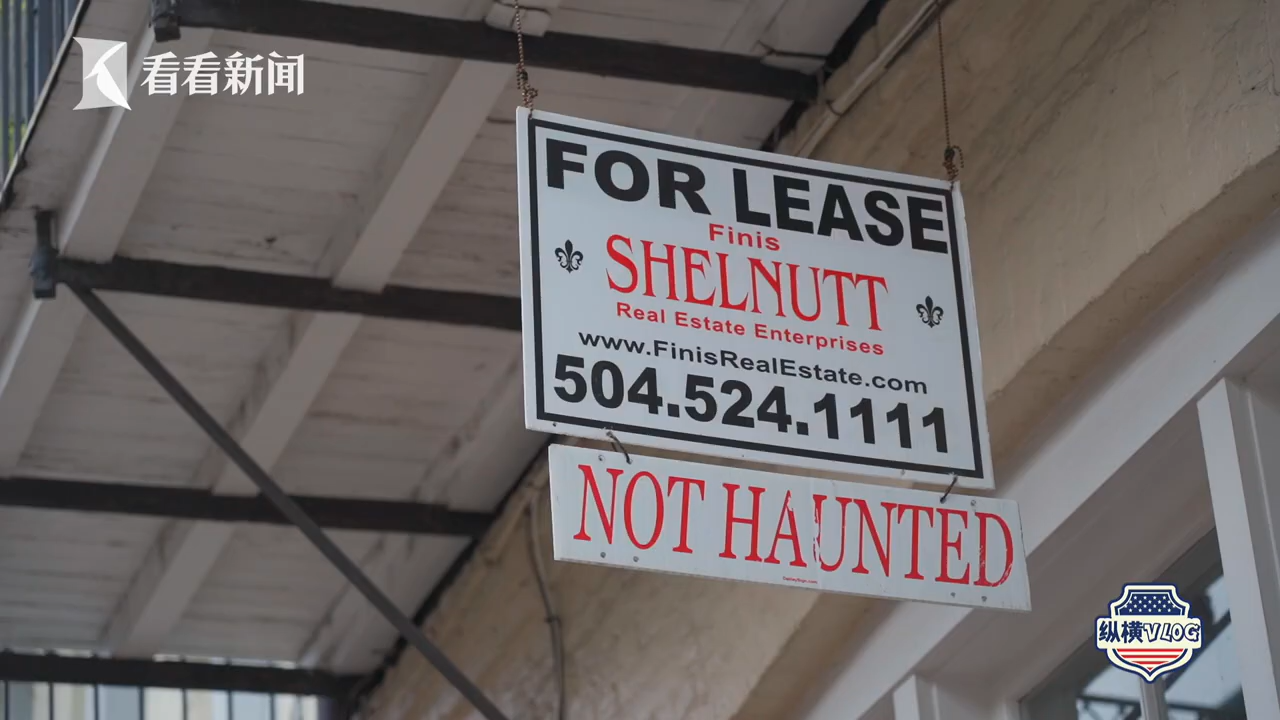 看看新闻
FOR LEASE
Finis
SHELNUTT
Real Estate Enterprises
www.FinisRealEstate.com
504.524.1111
NOT HAUNTED
纵横VLOG